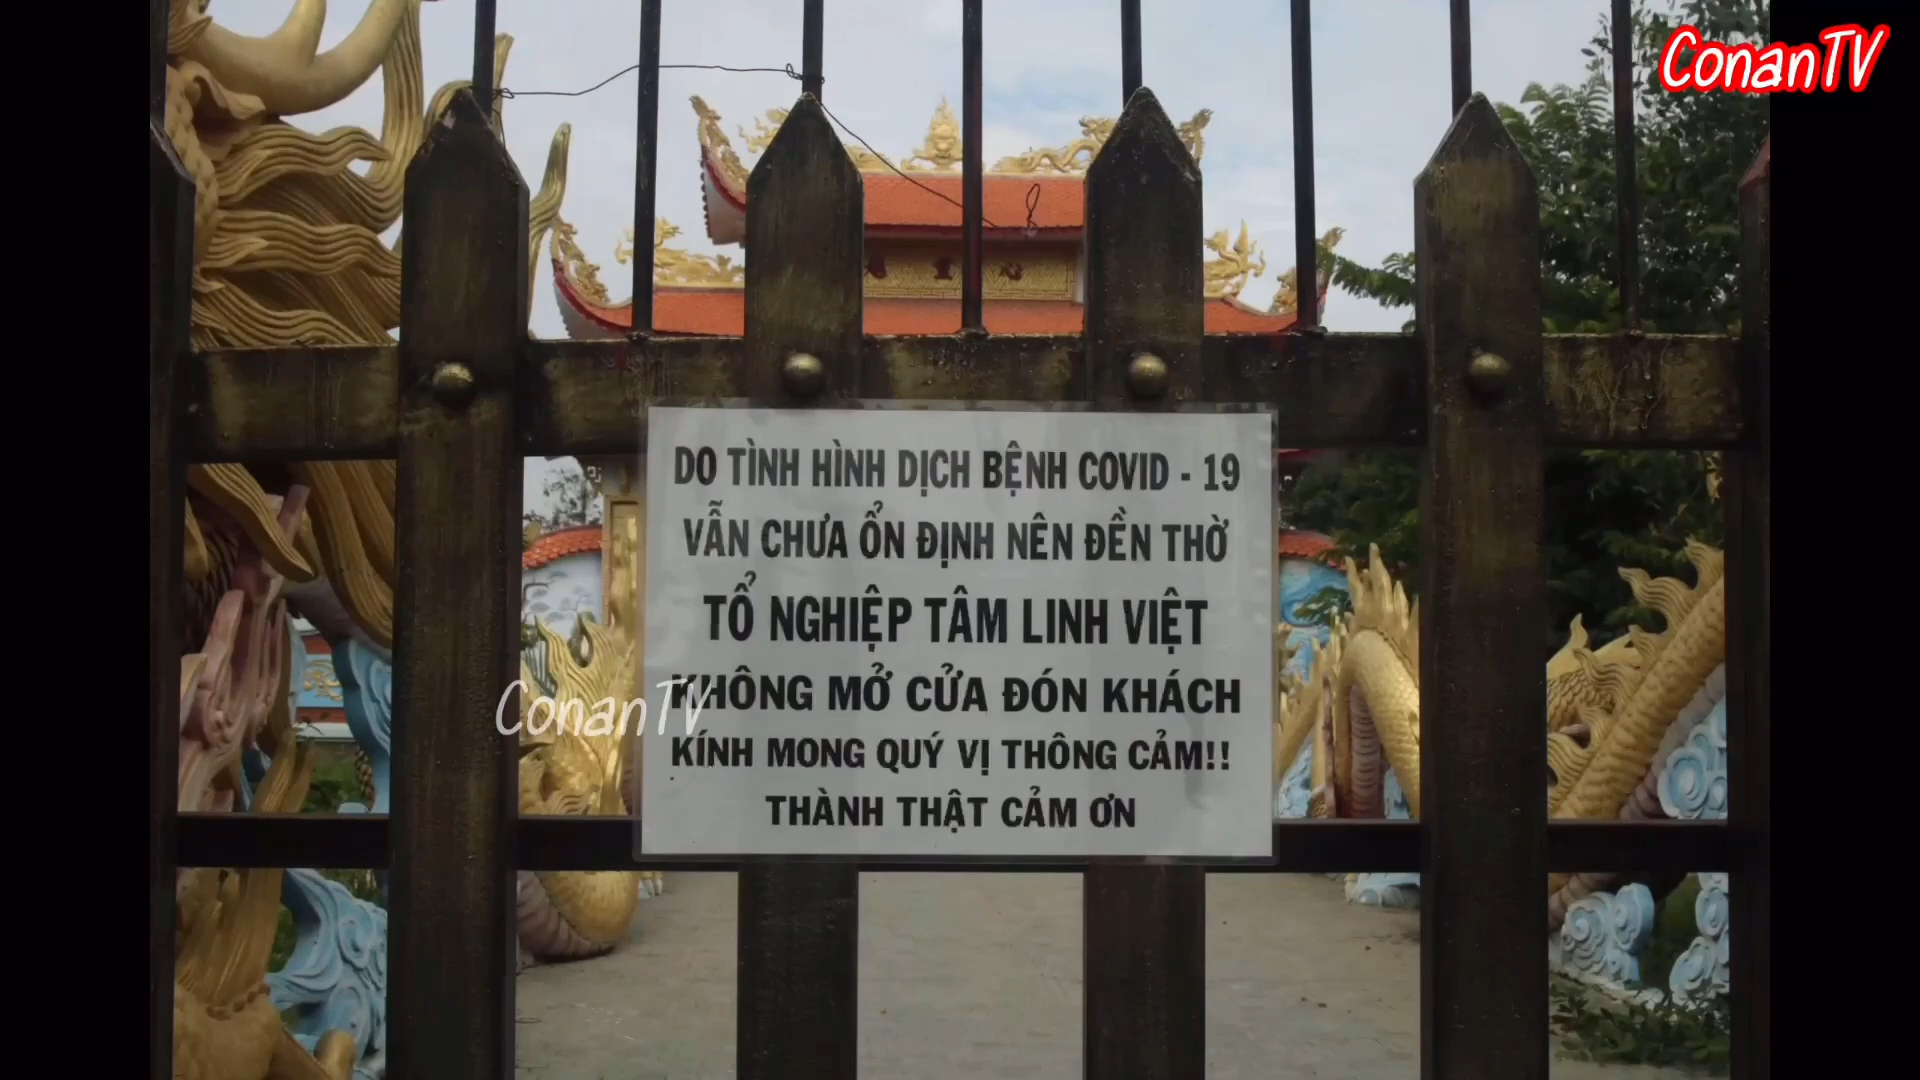 ConanTV
DO TÌNH HÌNH DỊCH BỆNH COVID - 19
VẪN CHƯA ỔN ĐỊNH NÊN ĐỀN THỜ
TỔ NGHIỆP TÂM LINH VIỆT
KHÔNG MỞ CỬA ĐÓN KHÁCH
ConanTV
KÍNH MONG QUÝ VỊ THÔNG CẢM!!
THÀNH THẬT CẢM ƠN